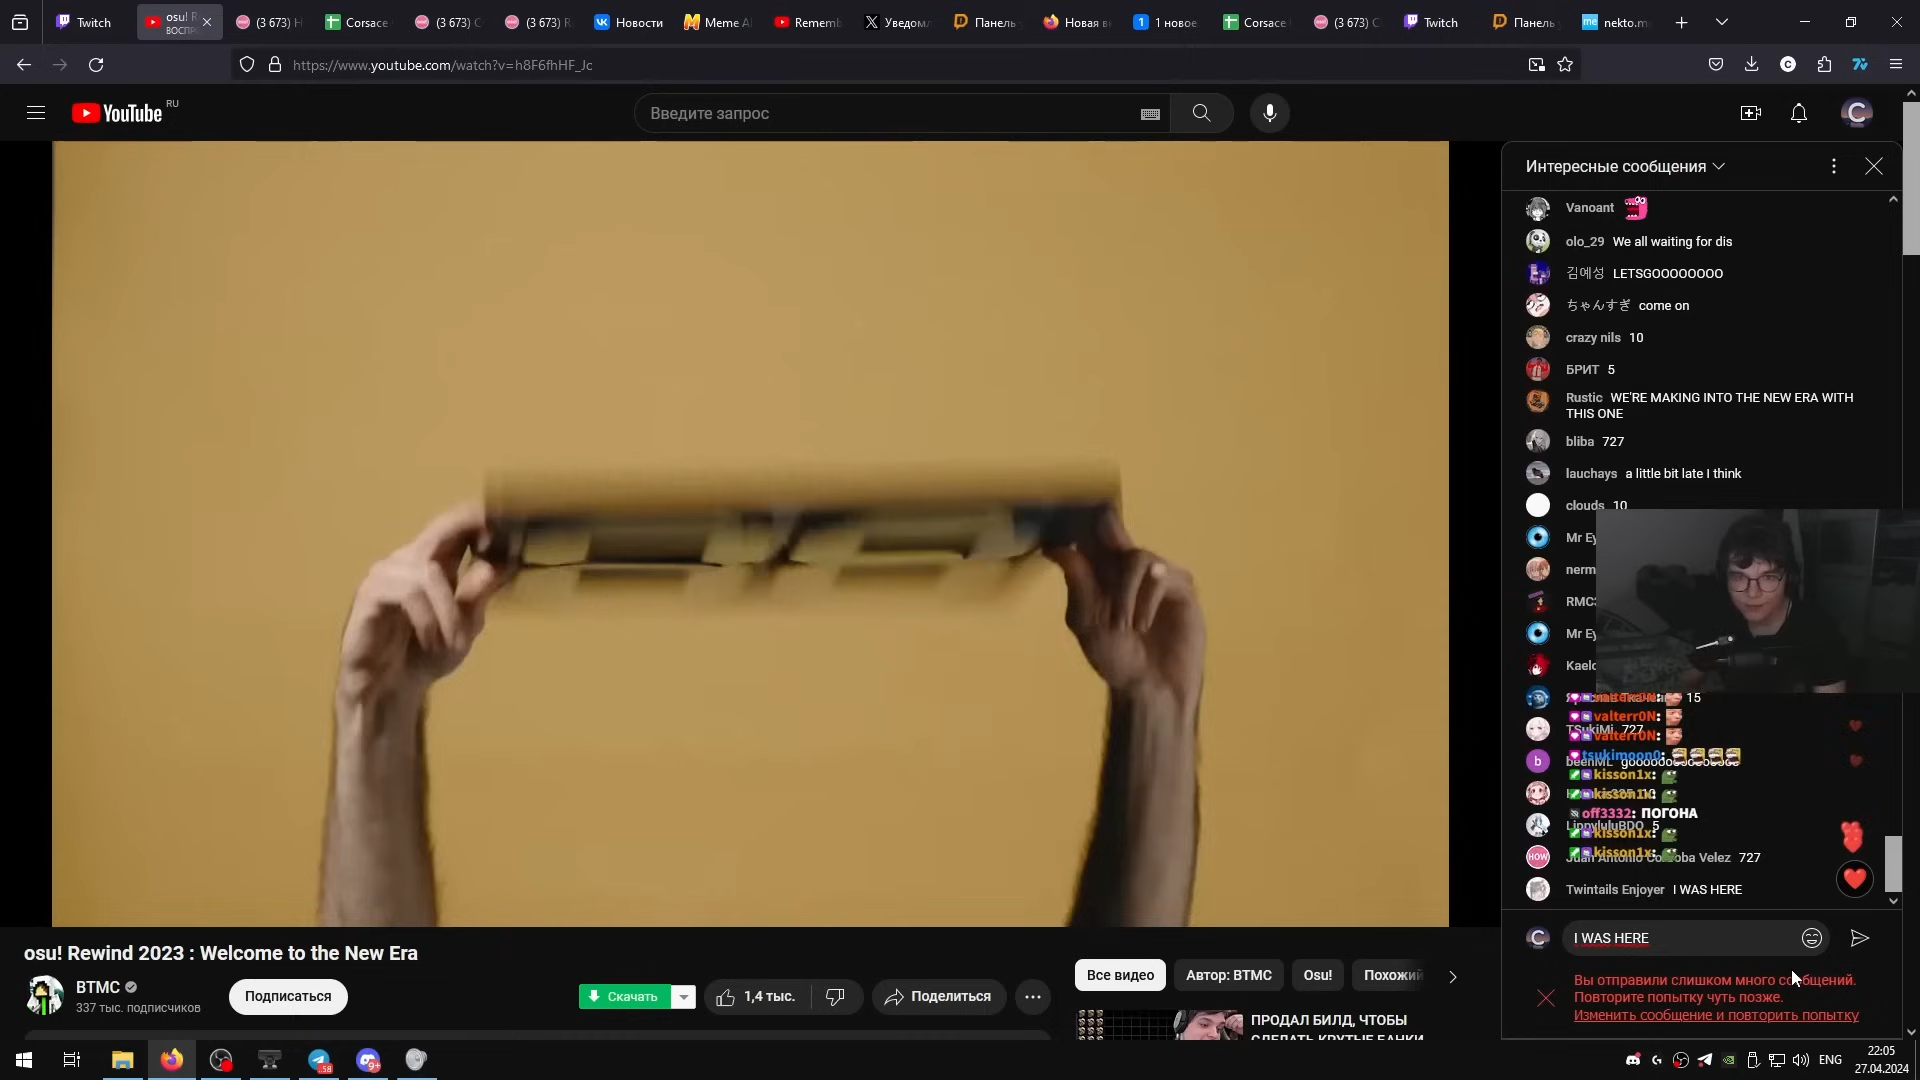 Twitch
osu! R
(3 673) H
Corsace
(3 673) C
(3 673) R
Новости
Meme A
Rememb
Уведомл
Панель у
Новая в
1 новое
Corsace
(3 673) C
Twitch
Панель у
nekto.m
https://www.youtube.com/watch?v=h8F6fhHF_Jc
YouTube RU
Введите запрос
Интересные сообщения
Vanoant
olo_29 We all waiting for dis
김예성 LETSGOOOOOOOO
ちゃんすぎ come on
crazy nils 10
БРИТ 5
Rustic WE'RE MAKING INTO THE NEW ERA WITH
THIS ONE
bliba 727
lauchays a little bit late I think
clouds 10
Mr Ey
nerm
RMC
Mr Ey
Kaelc
15
valterr0N:
valterr0N:
TSukiMi 727
valterr0N:
tsukimoon0:
beenML
kisson1x:
kisson1x:
off3332: ПОГОНА
LippyluluBDO 5
kisson1x:
kisson1x:
Juan Antonio Cordoba Velez 727
Twintails Enjoyer I WAS HERE
I WAS HERE
Вы отправили слишком много сообщений.
Повторите попытку чуть позже.
Изменить сообщение и повторить попытку
osu! Rewind 2023 : Welcome to the New Era
BTMC
337 тыс. подписчиков
Подписаться
Скачать
1,4 тыс.
Поделиться
Все видео
Автор: BTMC
Osu!
Похожий
ПРОДАЛ БИЛД, ЧТОБЫ
СДЕЛАТЬ КРУТЫЕ БАНКИ
ENG
22:05
27.04.2024